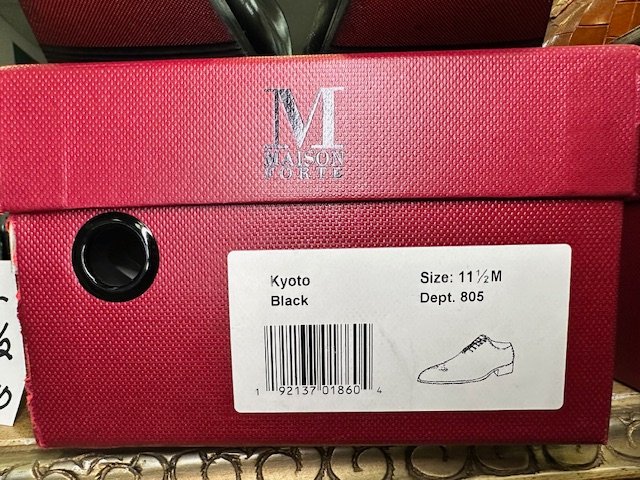 M
MAISON
FORTE
Kyoto
Black
Size: 11½M
Dept. 805
1 92137 01860 4